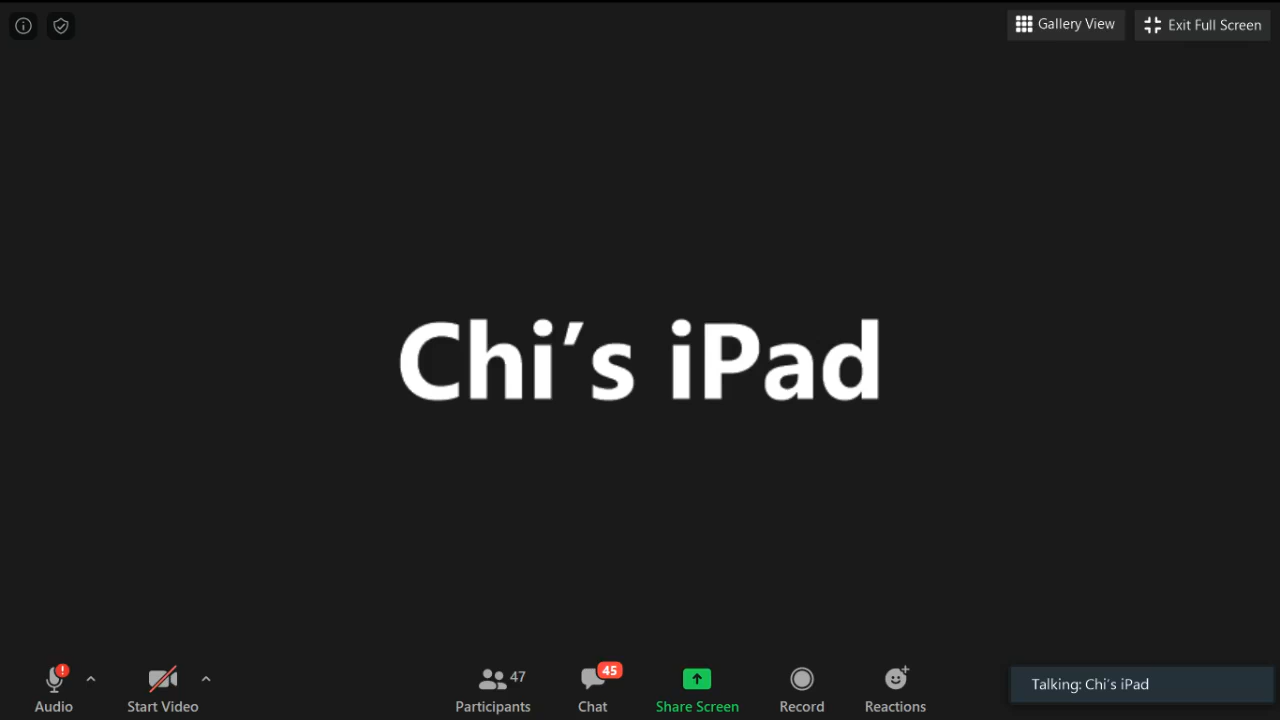 Gallery View
Exit Full Screen
Chi’s iPad
47
45
Audio
Start Video
Participants
Chat
Share Screen
Record
Reactions
Talking: Chi’s iPad